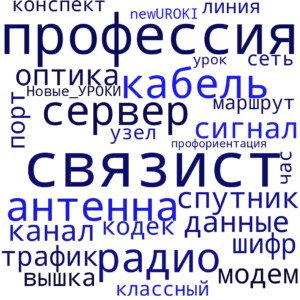 конспект newUROKI линия
профессия
оптика кабель
урок сеть
Новые_УРОКИ маршрут
порт сервер
узел сигнал
профориентация
связист час
антенна спутник
канал кодек данные
шифр
трафик радио
вышка модем
классный